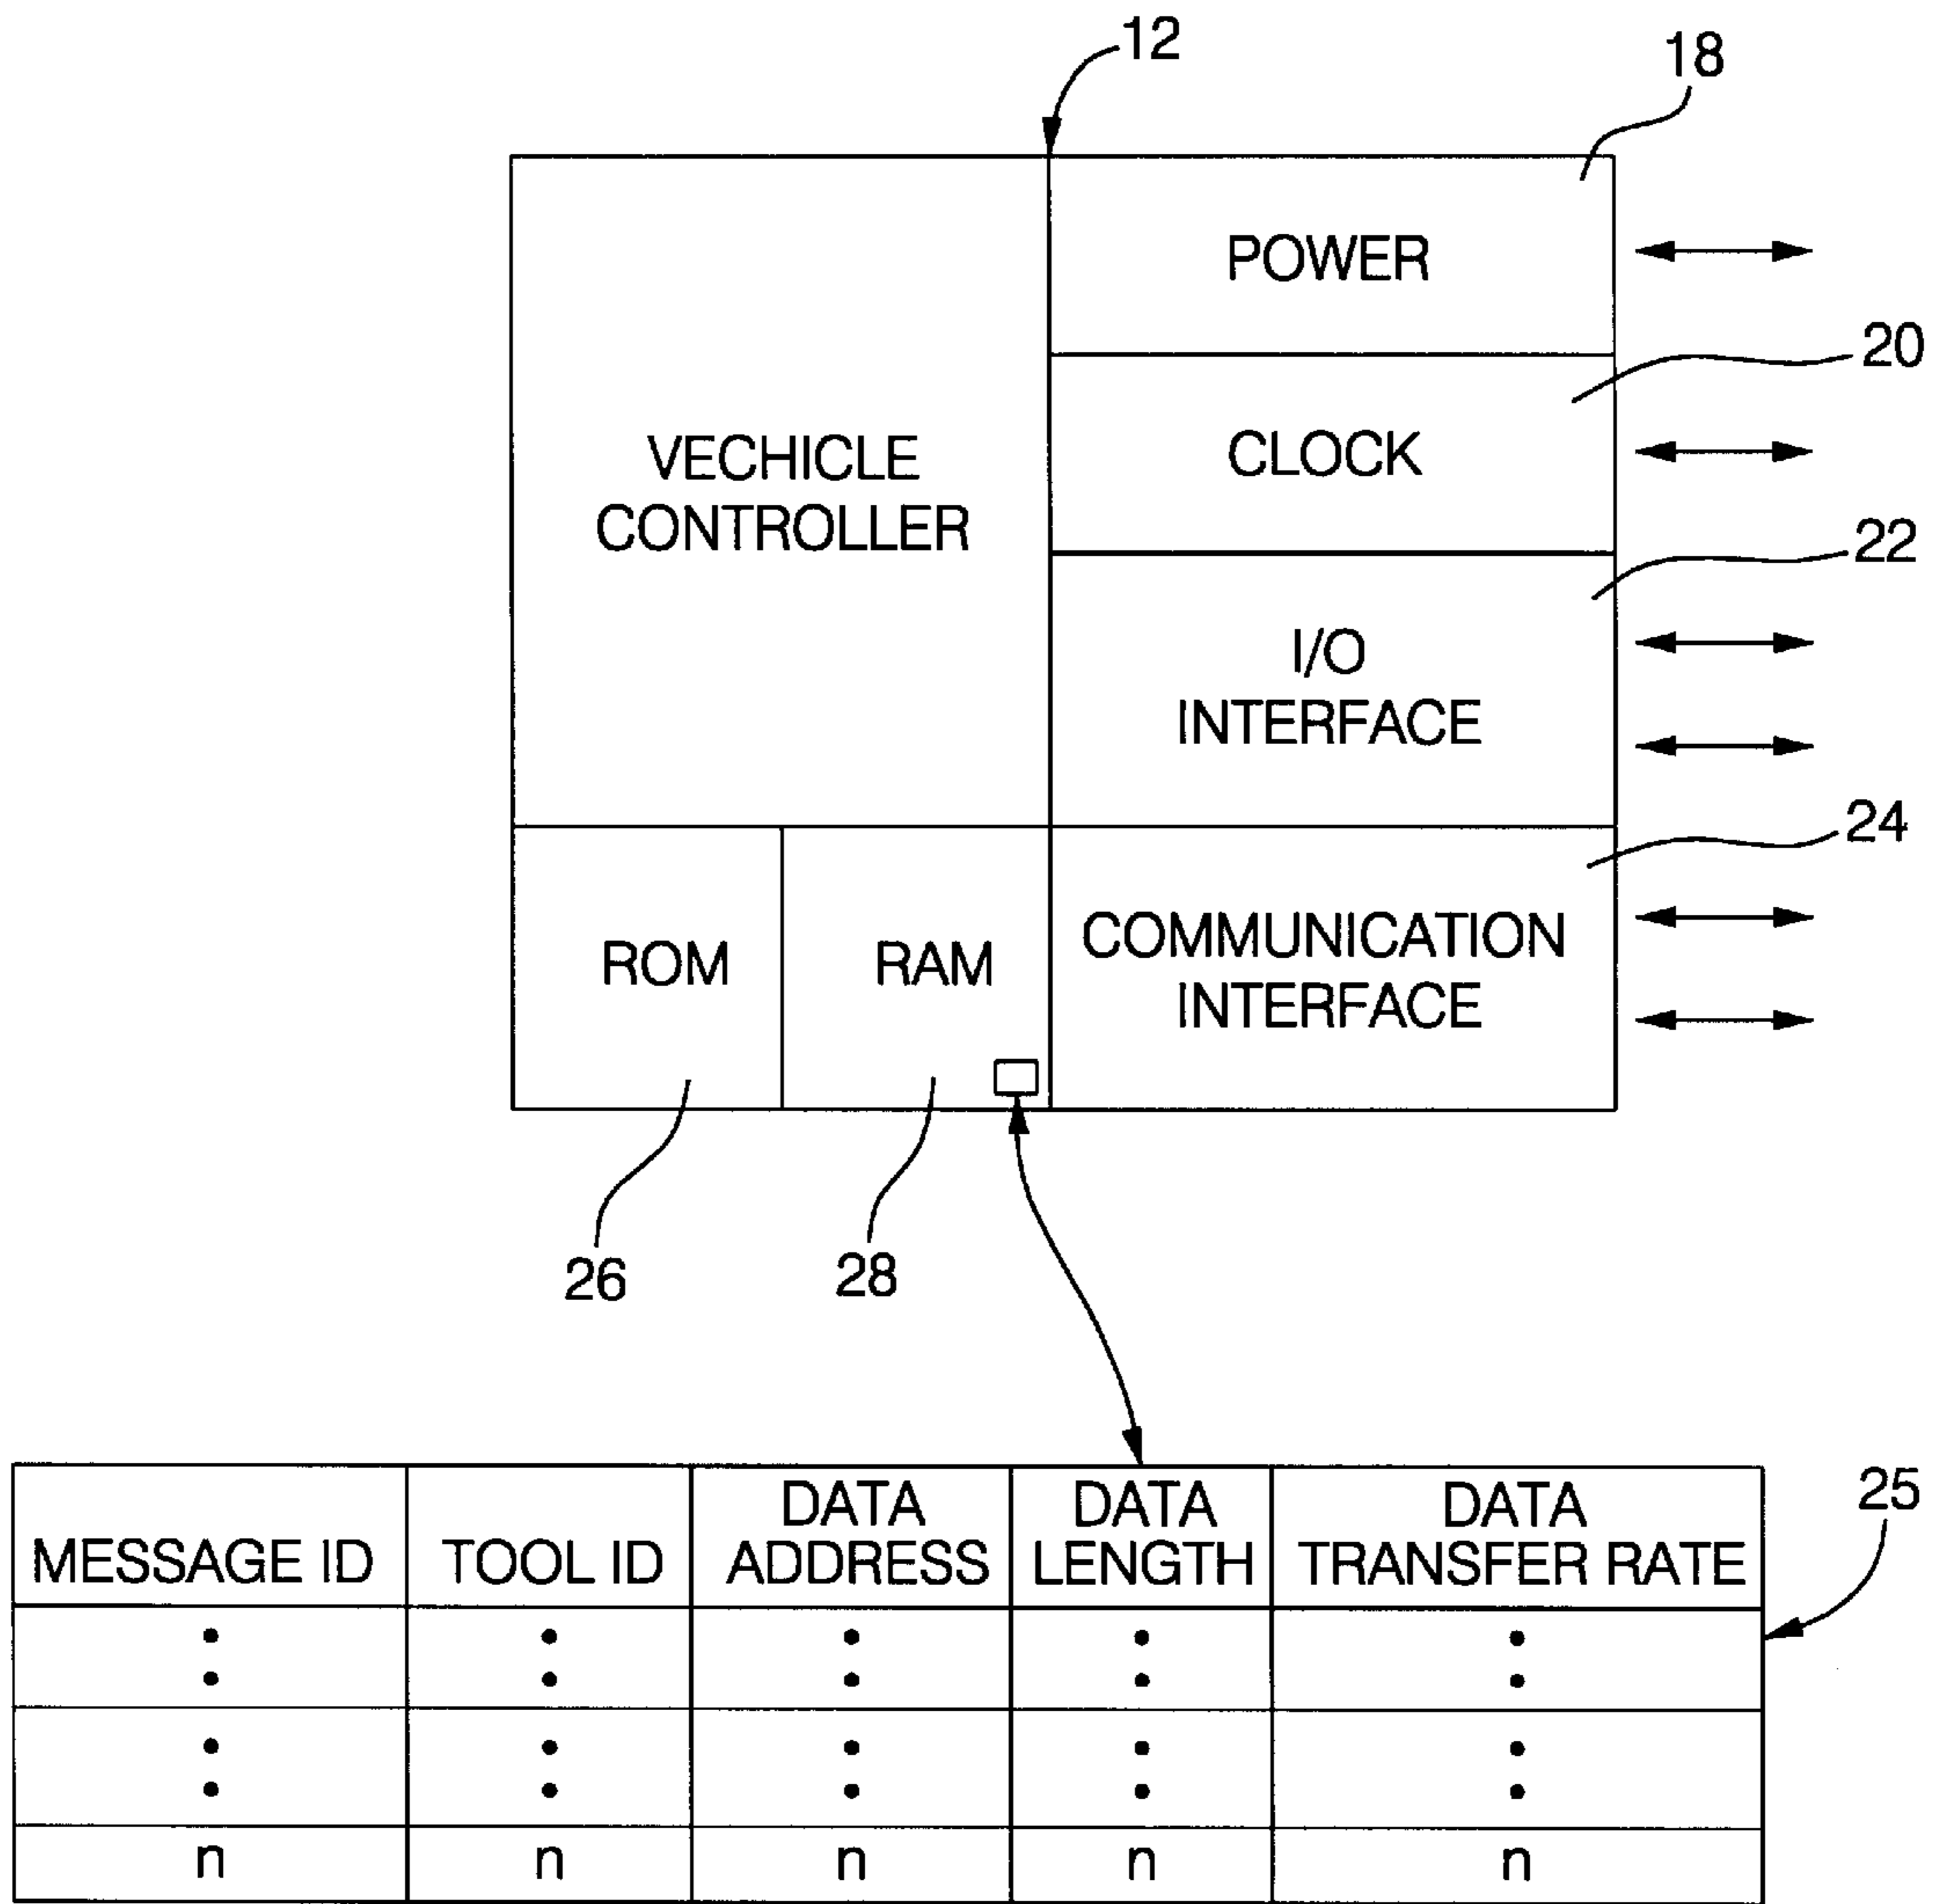 12
18
POWER
20
CLOCK
VECHICLE
CONTROLLER
22
I/O
INTERFACE
24
ROM
RAM
COMMUNICATION
INTERFACE
26
28
25
MESSAGE ID
TOOL ID
DATA
ADDRESS
DATA
LENGTH
DATA
TRANSFER RATE
n
n
n
n
n